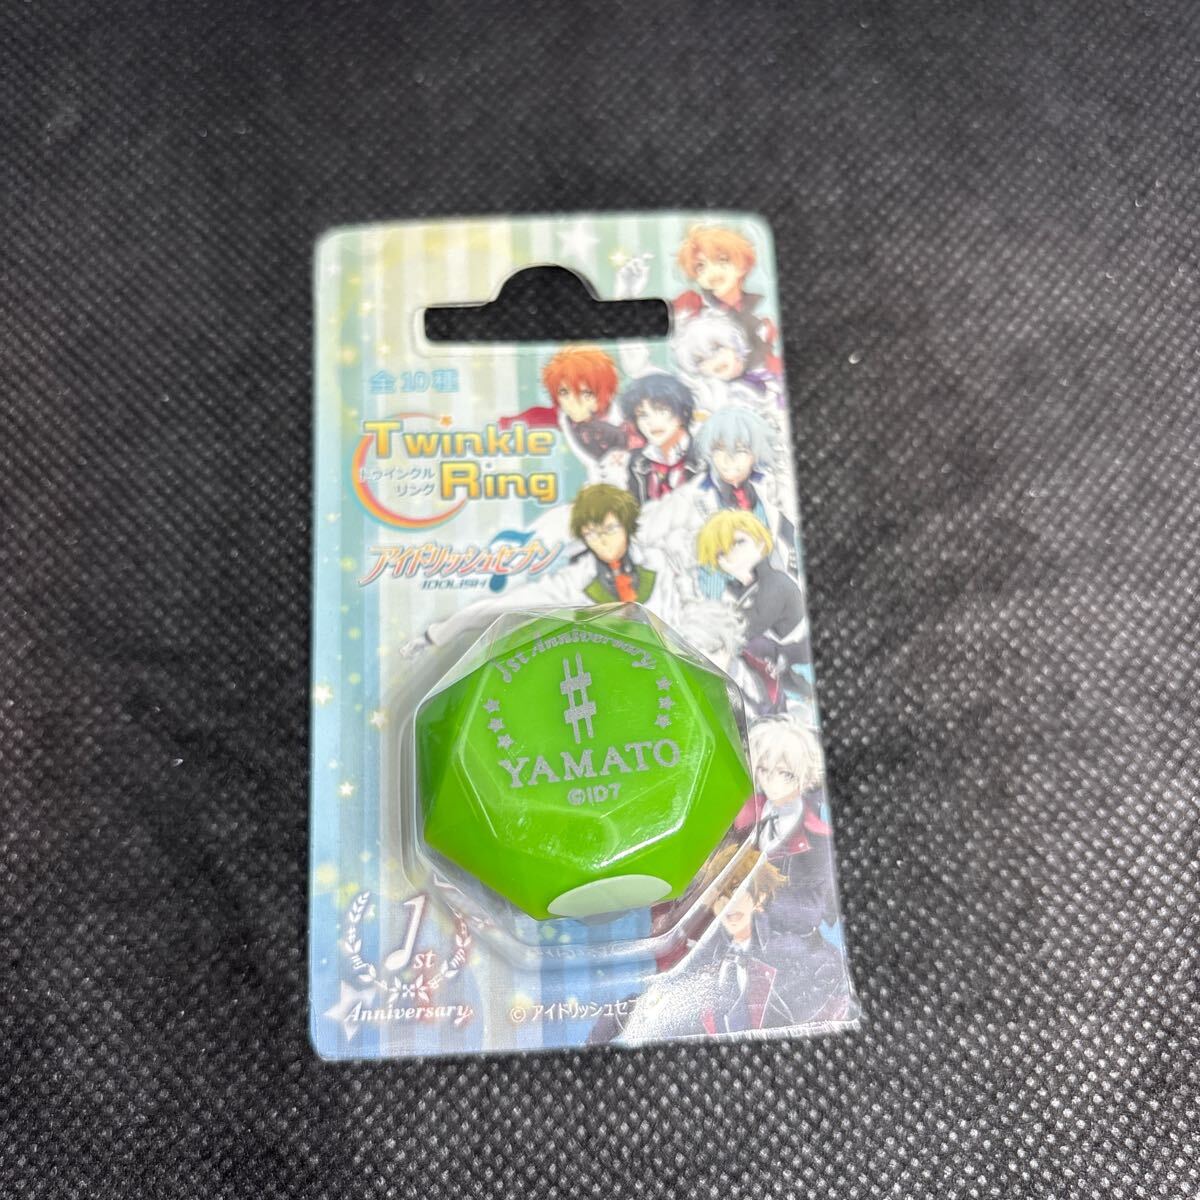 全10種
Twinkle
トゥインクル
リング
Ring
アイドリッシュセブン
IDOLiSH7
1st Anniversary
YAMATO
©ID7
1st
Anniversary
© アイドリッシュセブ